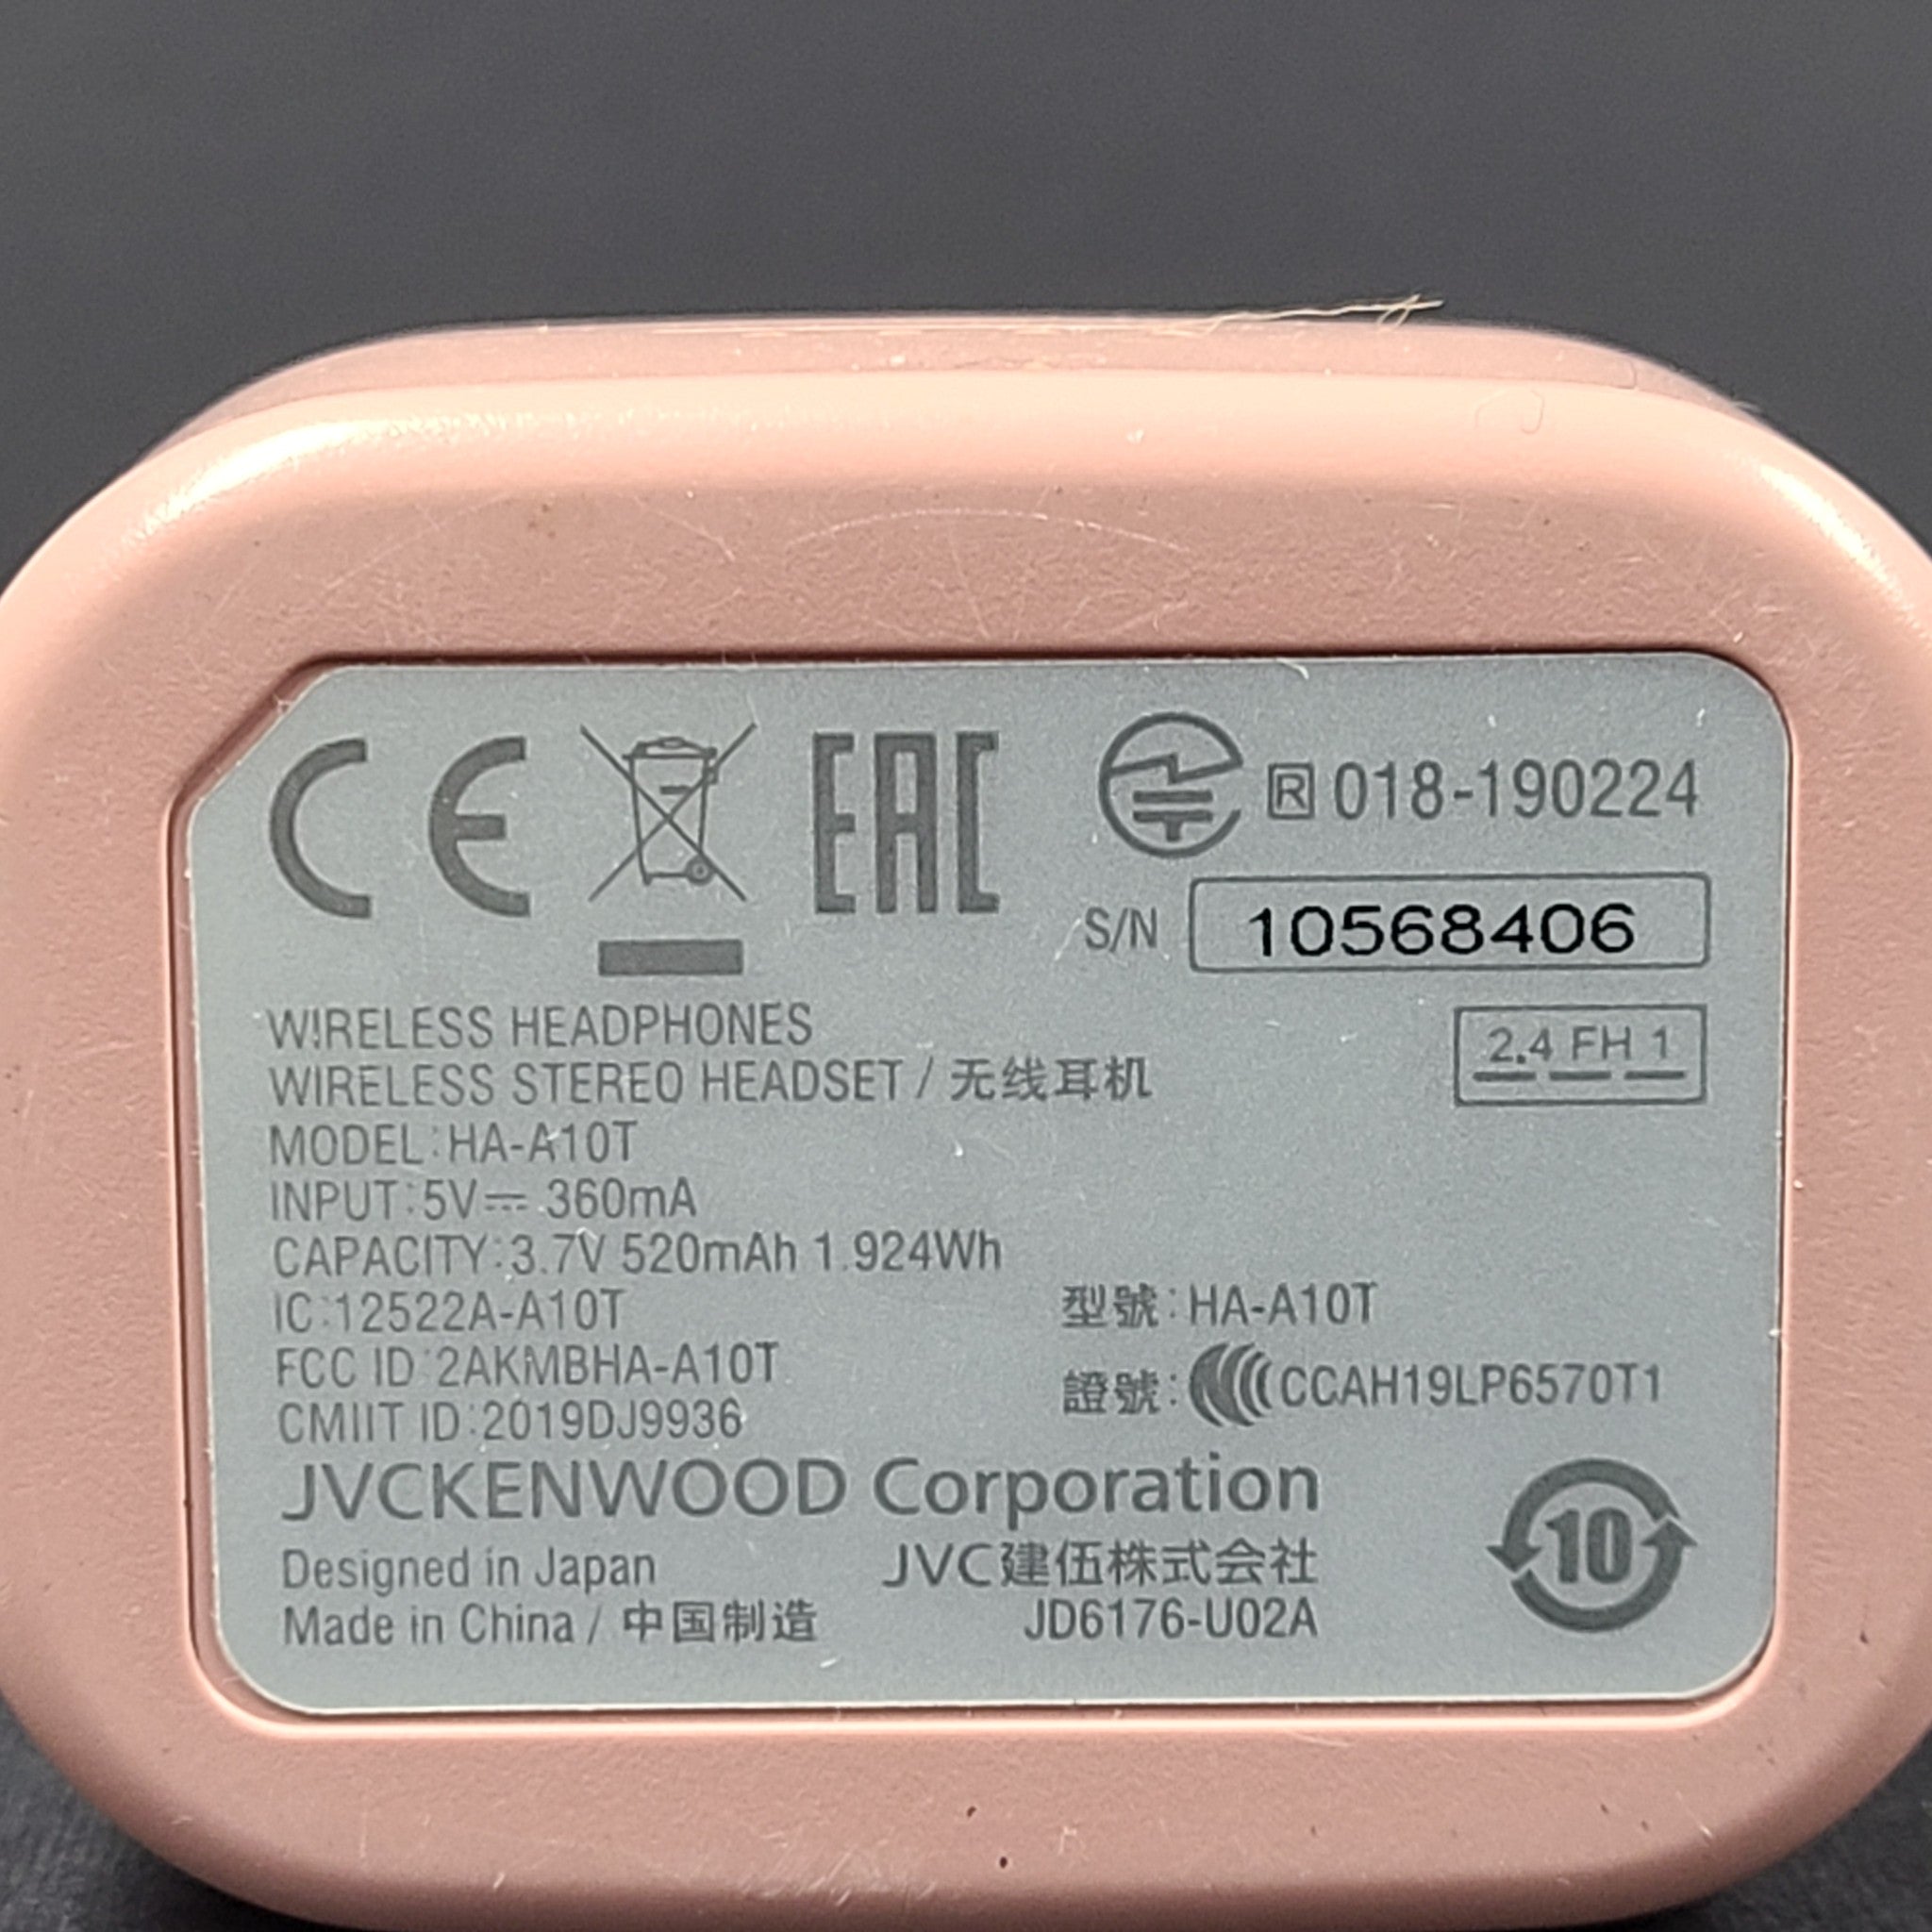 CE EAC R 018-190224
S/N 10568406
WIRELESS HEADPHONES
2.4 FH 1
WIRELESS STEREO HEADSET / 无线耳机
MODEL:HA-A10T
INPUT:5V⎓ 360mA
CAPACITY:3.7V 520mAh 1.924Wh
IC:12522A-A10T
型號:HA-A10T
FCC ID:2AKMBHA-A10T
證號:CCAH19LP6570T1
CMIIT ID:2019DJ9936
JVCKENWOOD Corporation
10
Designed in Japan
JVC建伍株式会社
Made in China / 中国制造
JD6176-U02A